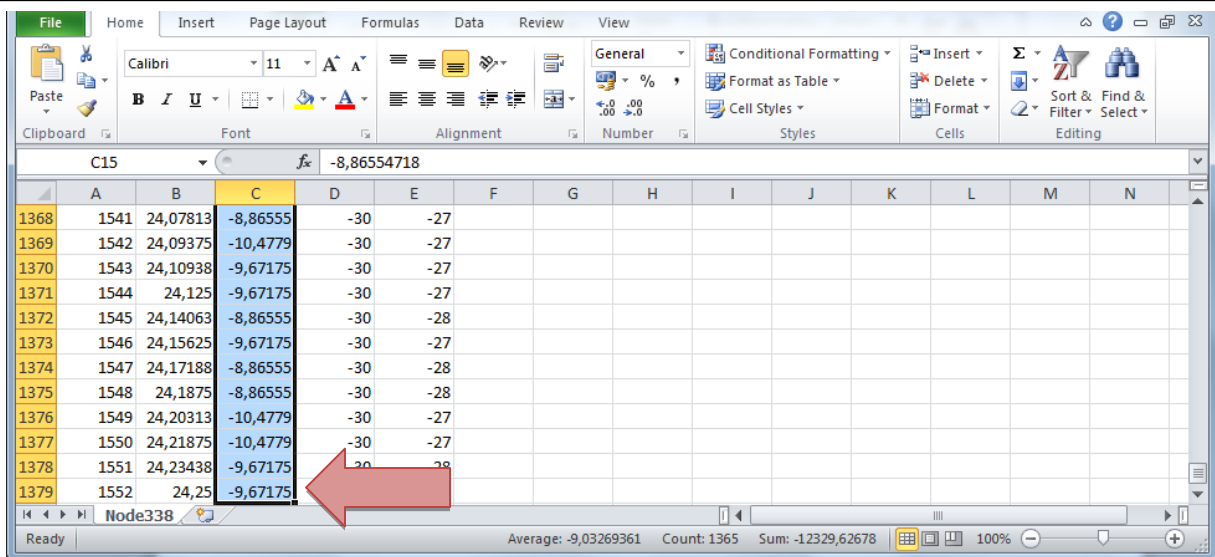 File Home Insert Page Layout Formulas Data Review View
Calibri 11 A A General Conditional Formatting Insert Σ
Paste B I U A % , Format as Table Delete Sort & Find &
,0 ,00 ,00 ,0 Cell Styles Format Filter Select
Clipboard Font Alignment Number Styles Cells Editing
C15 fx -8,86554718
A B C D E F G H I J K L M N
1368 1541 24,07813 -8,86555 -30 -27
1369 1542 24,09375 -10,4779 -30 -27
1370 1543 24,10938 -9,67175 -30 -27
1371 1544 24,125 -9,67175 -30 -27
1372 1545 24,14063 -8,86555 -30 -28
1373 1546 24,15625 -9,67175 -30 -27
1374 1547 24,17188 -8,86555 -30 -28
1375 1548 24,1875 -8,86555 -30 -28
1376 1549 24,20313 -10,4779 -30 -27
1377 1550 24,21875 -10,4779 -30 -27
1378 1551 24,23438 -9,67175 -30 -28
1379 1552 24,25 -9,67175
Node338
Ready Average: -9,03269361 Count: 1365 Sum: -12329,62678 100%